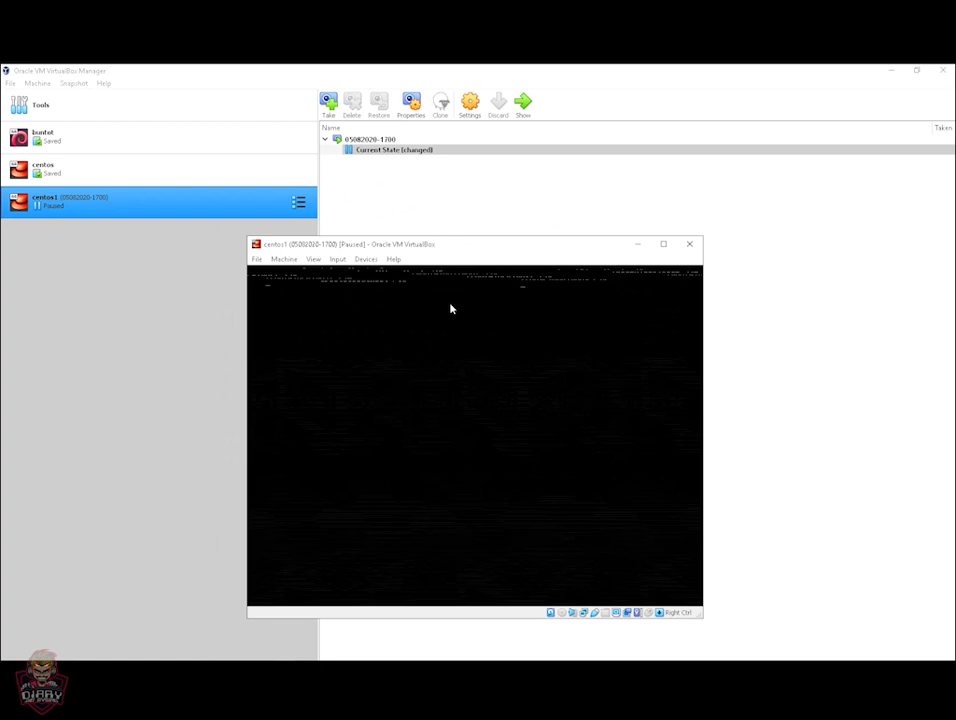 Oracle VM VirtualBox Manager
File Machine Snapshot Help
Tools
Take Delete Restore Properties Clone Settings Discard Show
Name Taken
buntot
Saved
05082020-1700
Current State (changed)
centos
Saved
centos1 (05082020-1700)
Paused
centos1 (05082020-1700) [Paused] - Oracle VM VirtualBox
File Machine View Input Devices Help
Right Ctrl